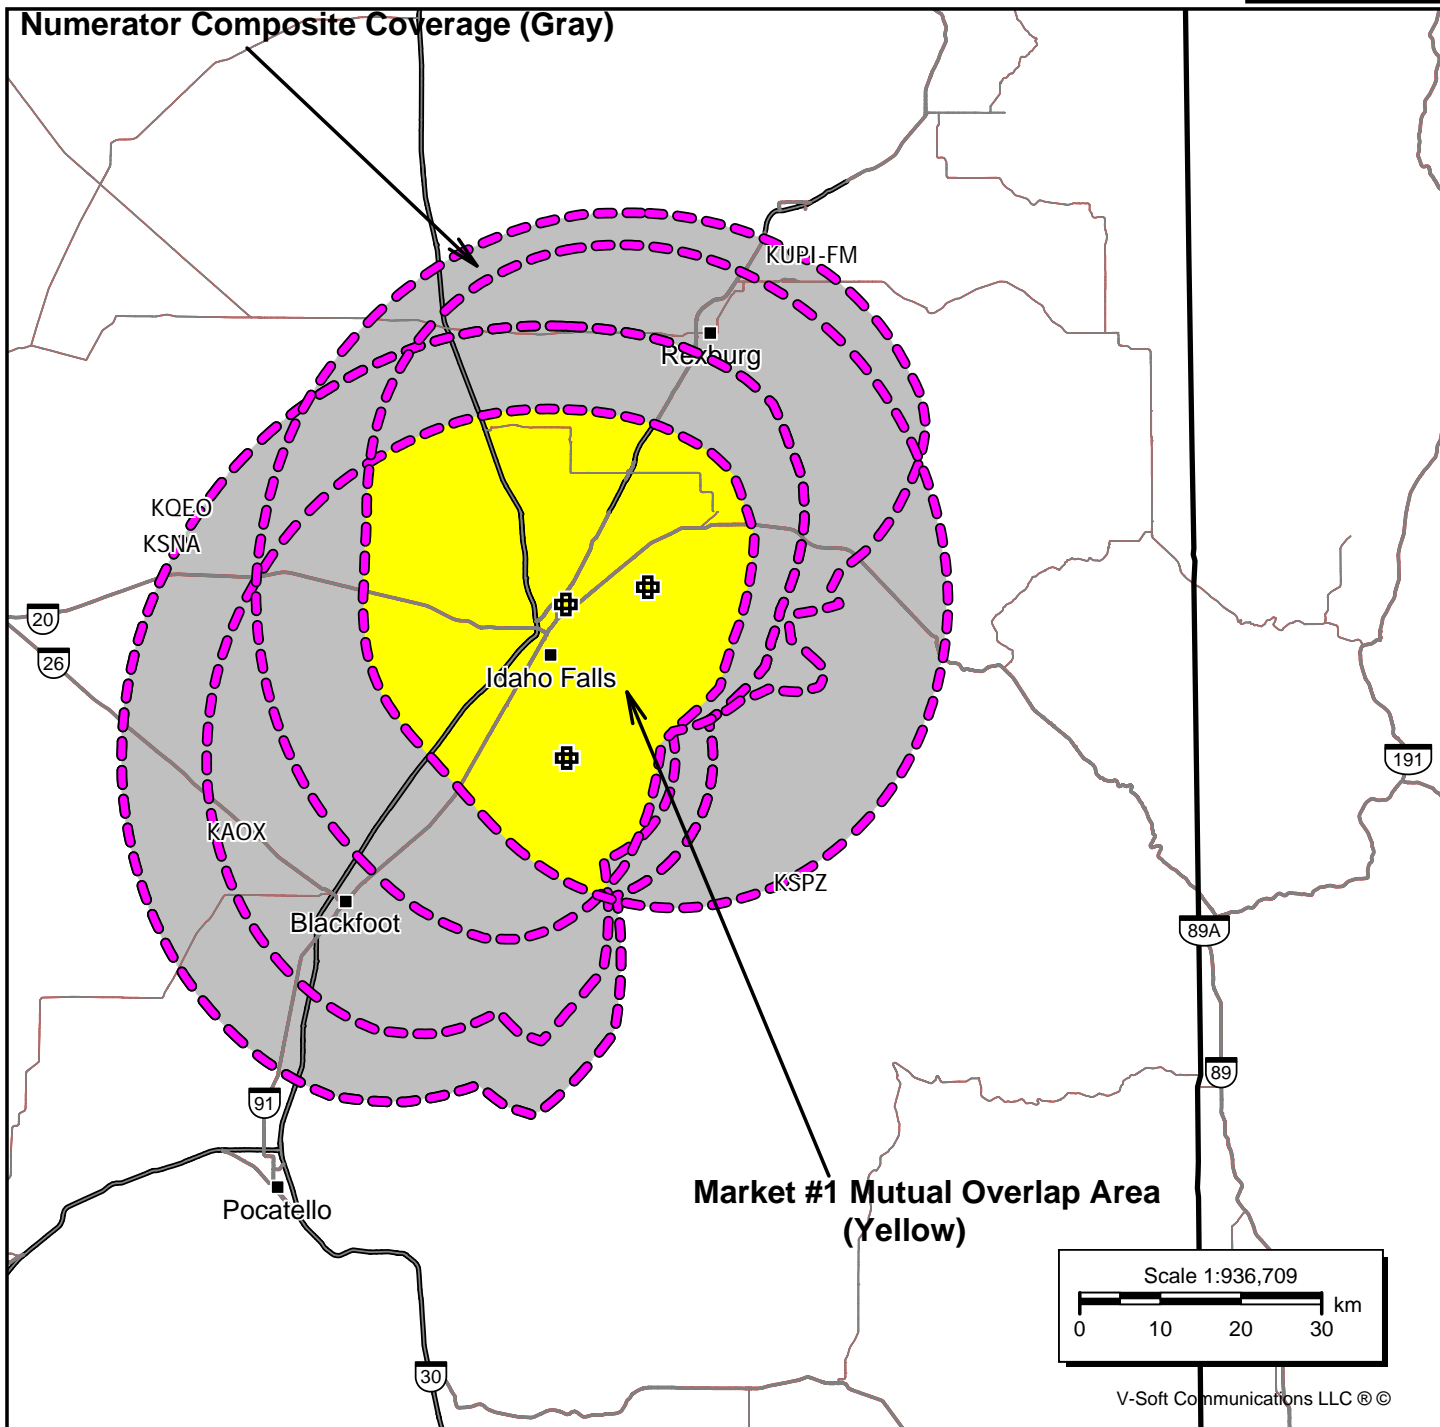 Numerator Composite Coverage (Gray)
KUPI-FM
Rexburg
KQEO
KSNA
20
26
Idaho Falls
191
KAOX
KSPZ
Blackfoot
89A
89
91
Market #1 Mutual Overlap Area
(Yellow)
Pocatello
Scale 1:936,709
km
0 10 20 30
30
V-Soft Communications LLC ® ©